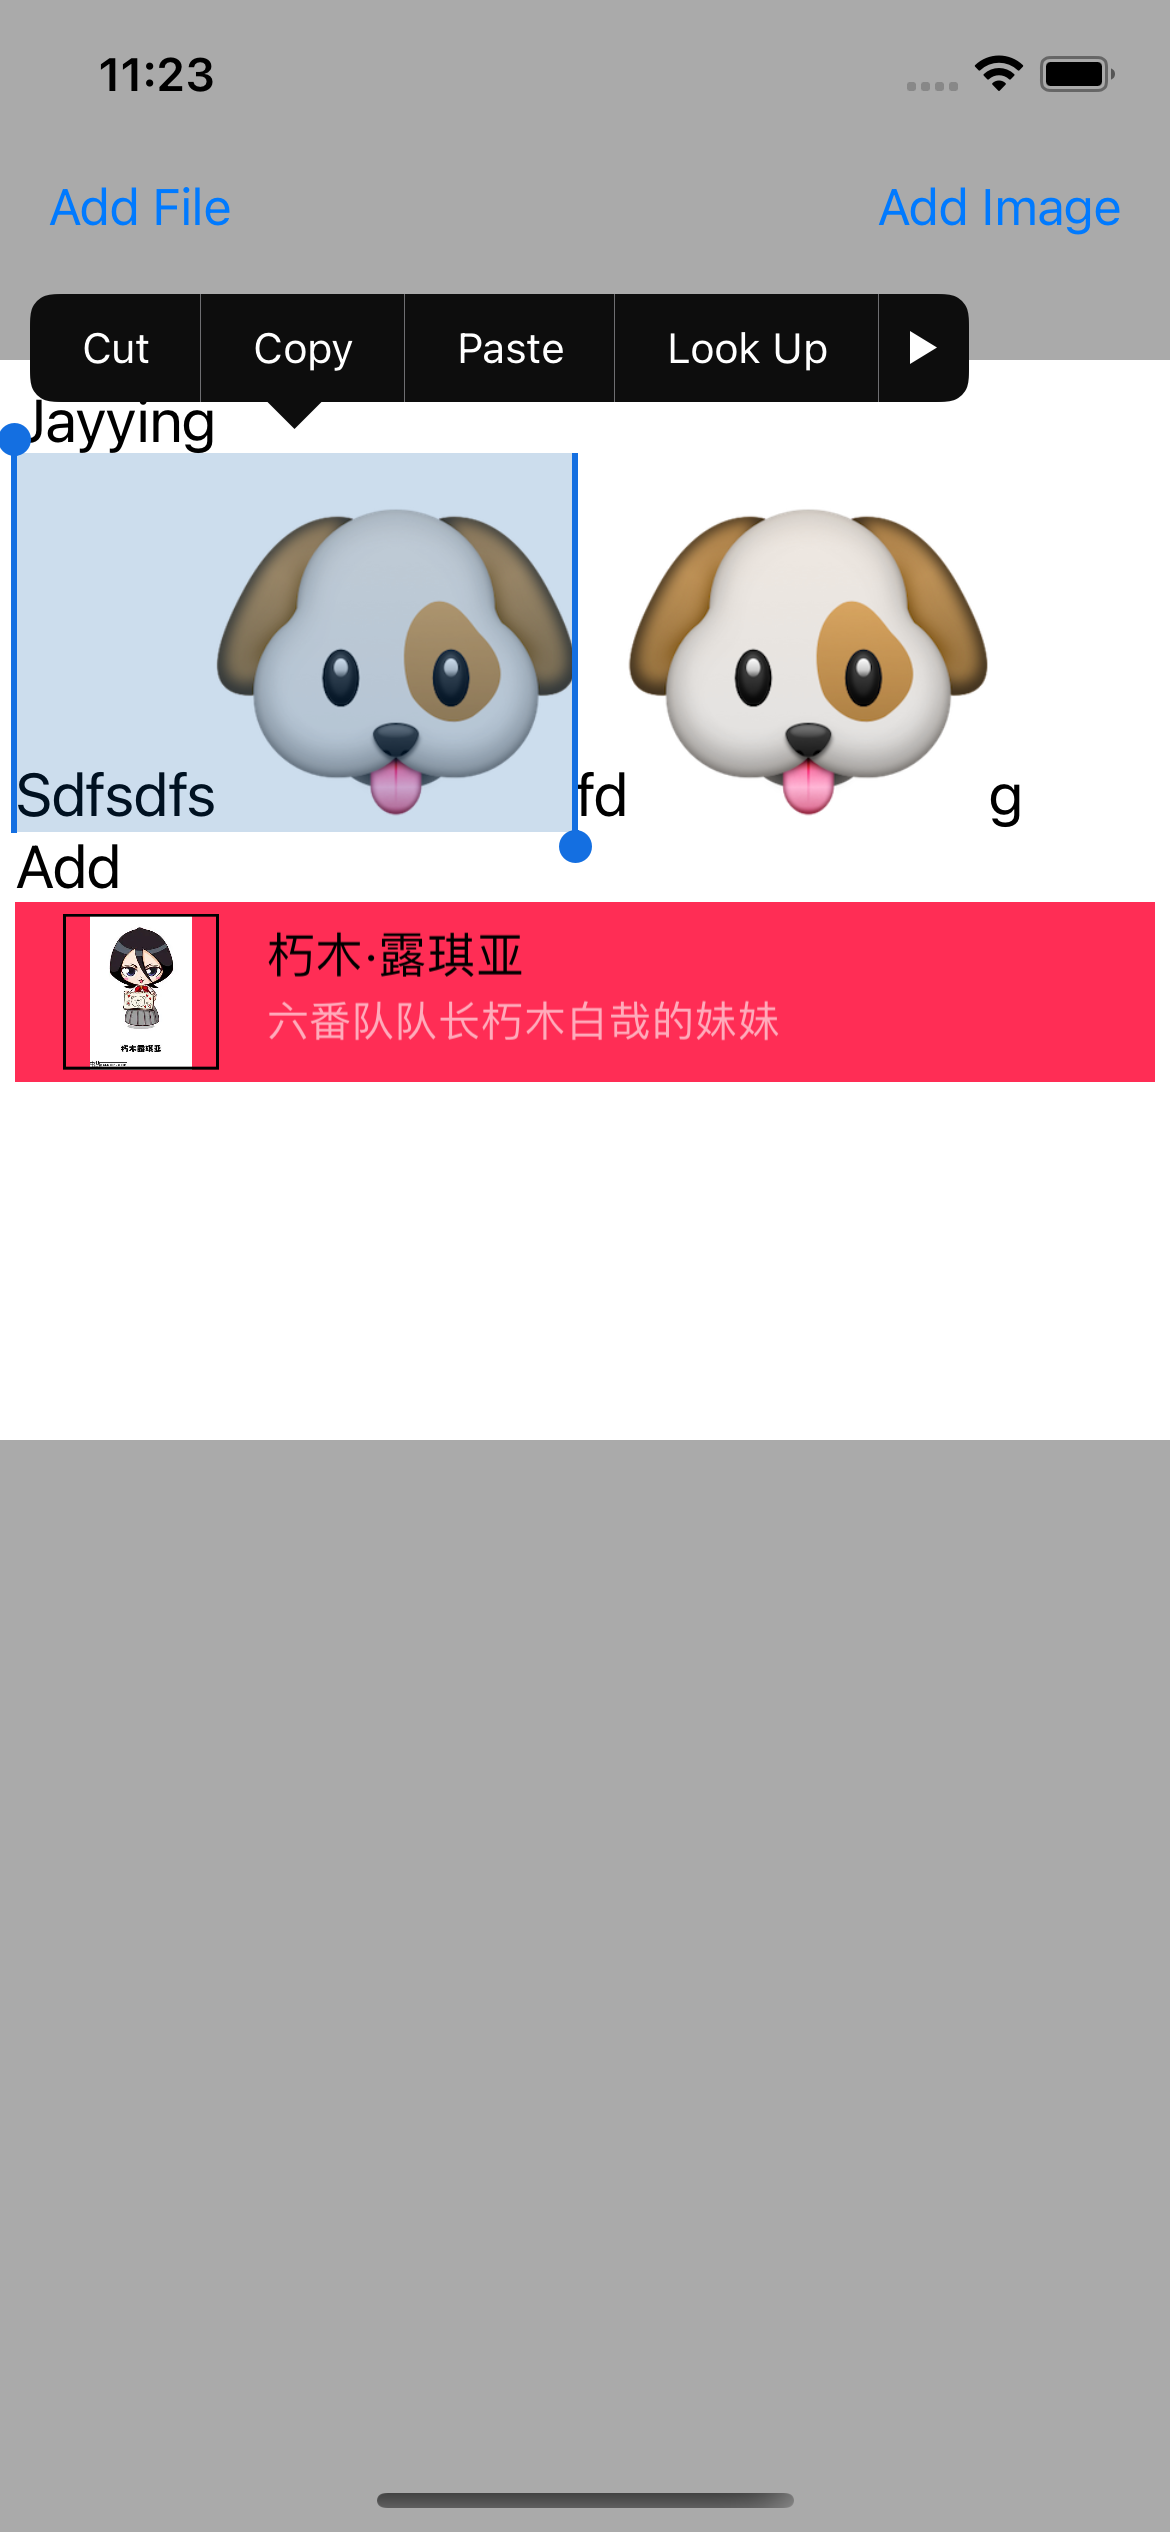 11:23
Add File
Add Image
Cut
Copy
Paste
Look Up
Jayying
Sdfsdfs
fd
g
Add
朽木·露琪亚
六番队队长朽木白哉的妹妹
朽木露琪亚